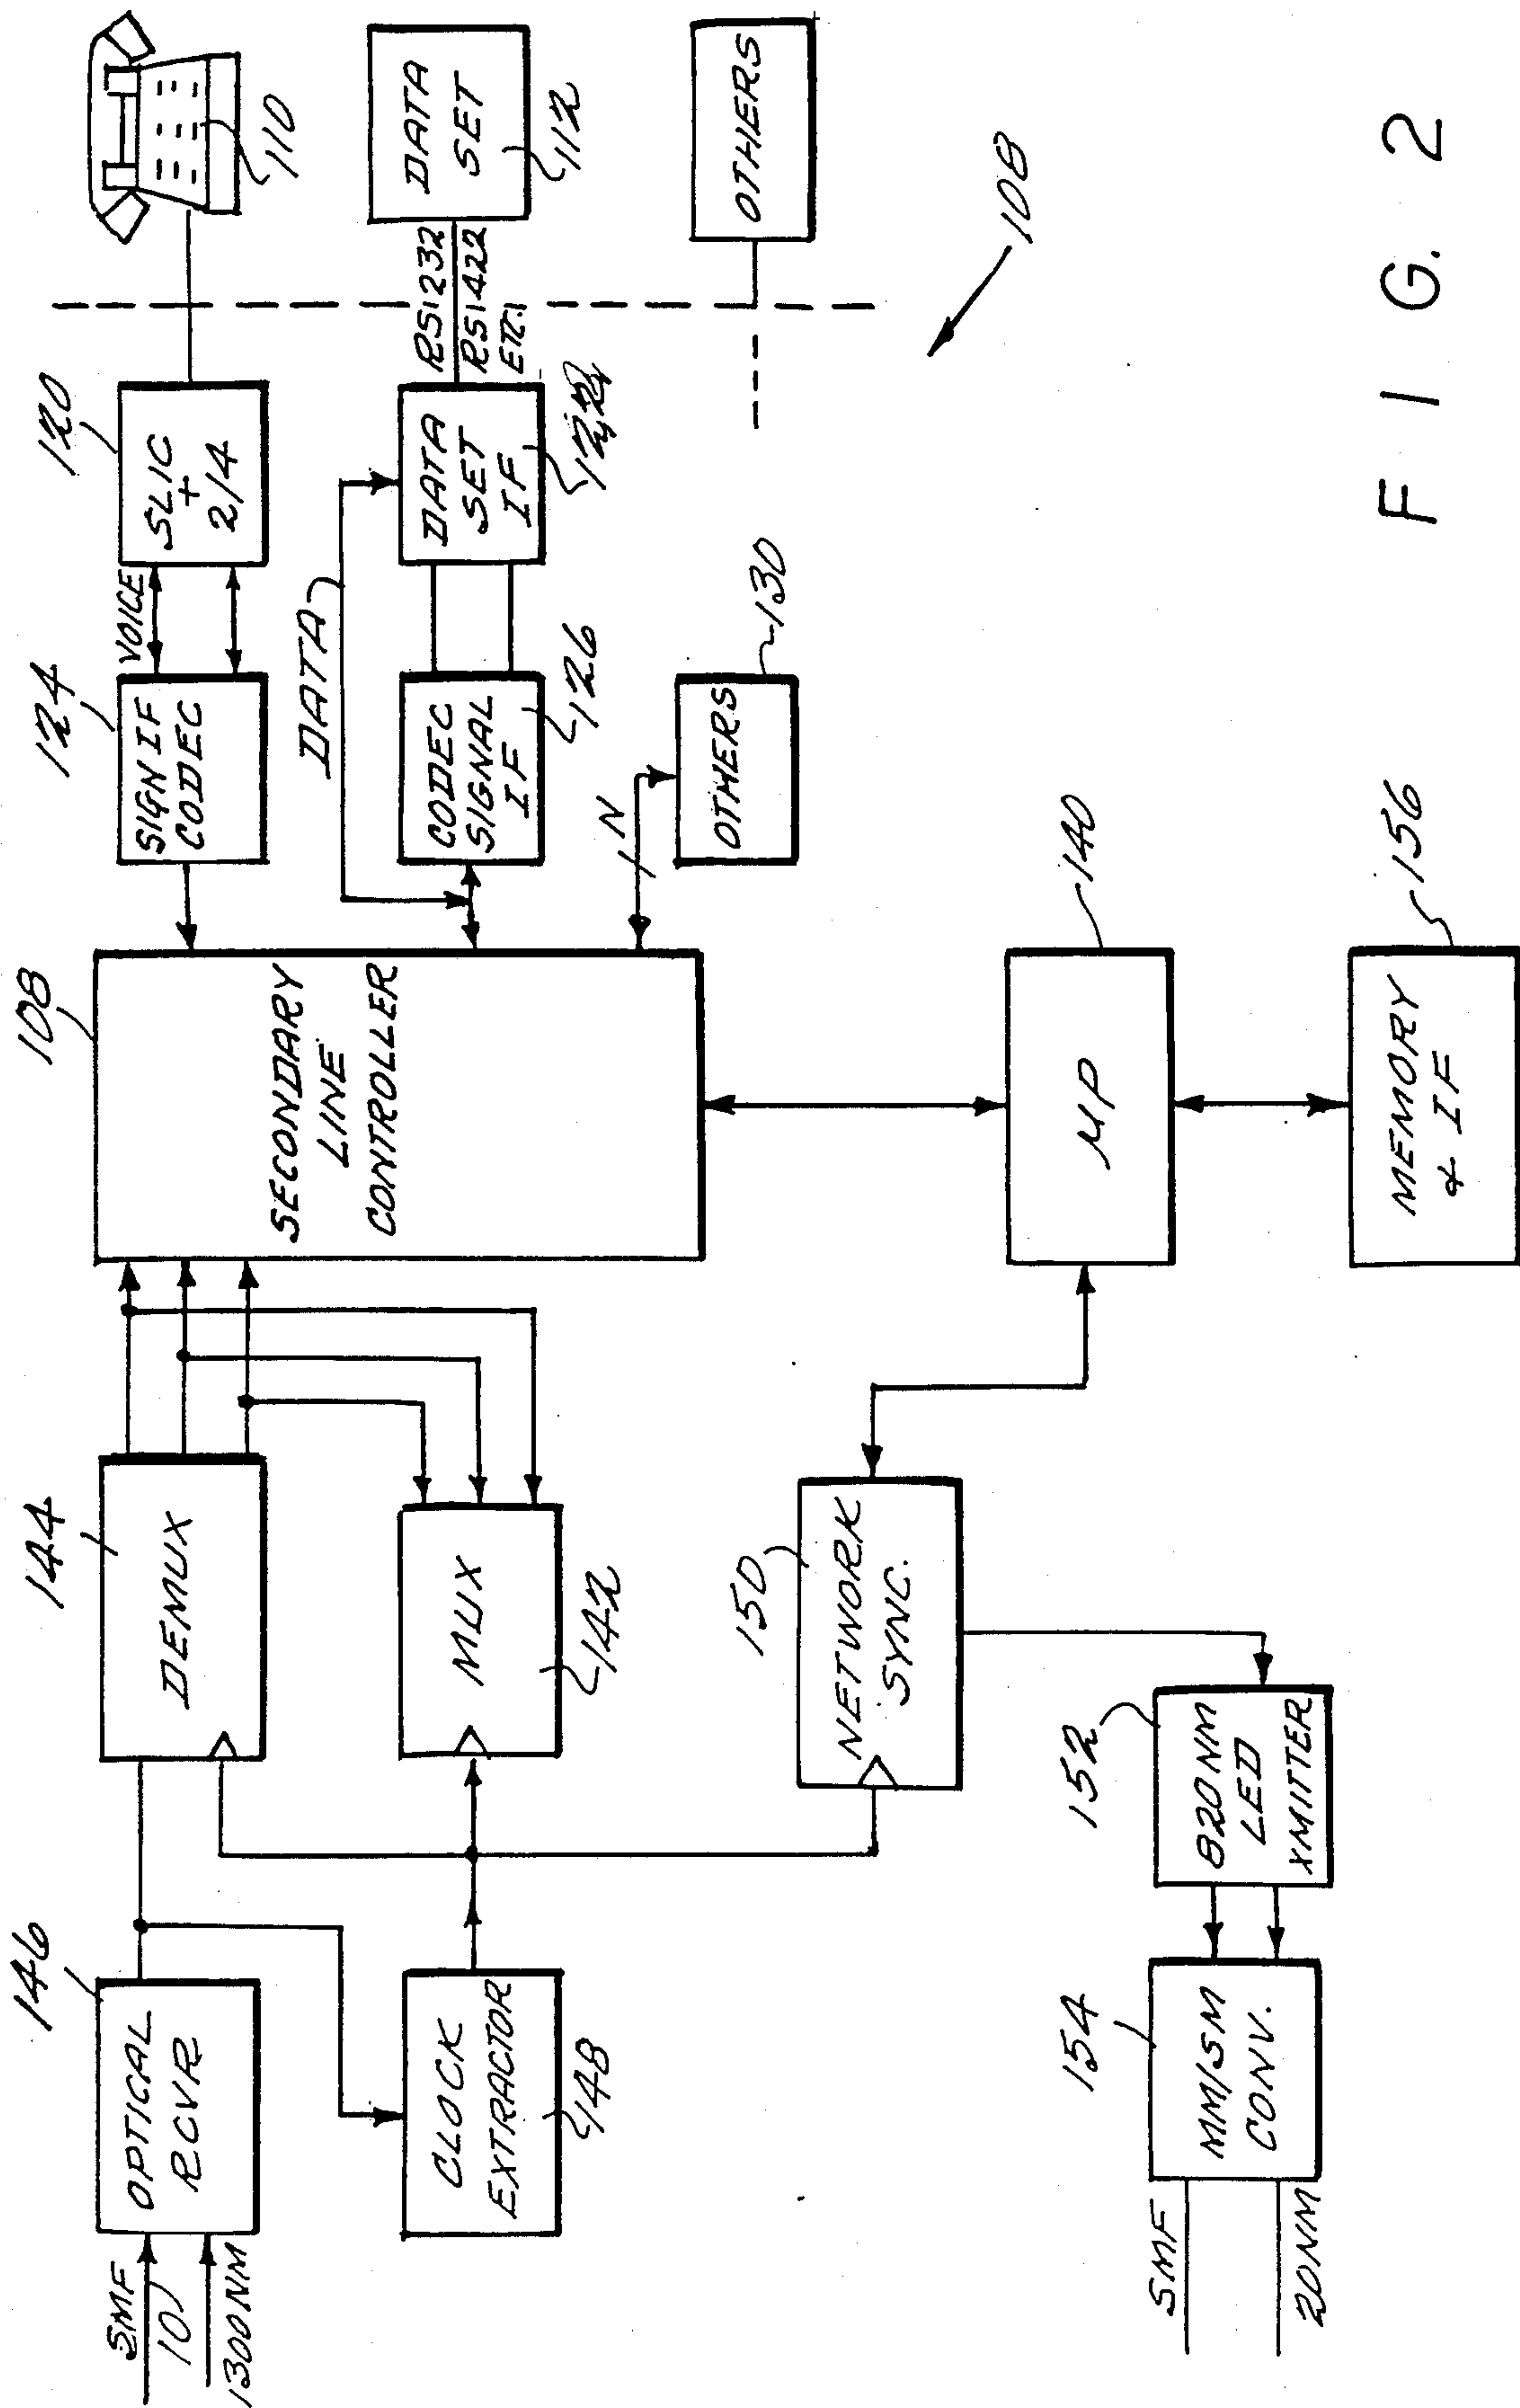 146
OPTICAL
RCVR
SMF
10
1300NM
CLOCK
EXTRACTOR
148
144
DEMUX
MUX
142
108
SECONDARY
LINE
CONTROLLER
124
SIGN IF
CODEC
VOICE
120
SLIC
+
2/4
110
DATA
CODEC
SIGNAL
IF
126
DATA
SET
IF
RS1232
RS1422
ETC.
DATA
SET
112
N
OTHERS
130
OTHERS
108
150
NETWORK
SYNC.
MP
140
MEMORY
& IF
156
152
820NM
LED
XMITTER
154
MM/SM
CONV.
SMF
20NM
FIG. 2